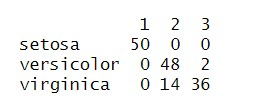 1 2 3
setosa 50 0 0
versicolor 0 48 2
virginica 0 14 36